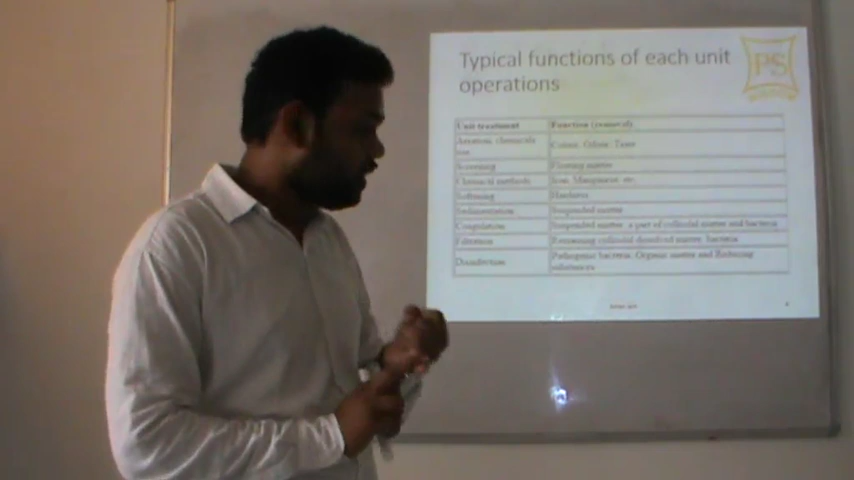 Typical functions of each unit
operations
PS
Unit treatment Function (removal)
Aeration, chemicals
use
Colour, Odour, Taste
Screening Floating matter
Chemical methods Iron, Manganese, etc.
Softening Hardness
Sedimentation Suspended matter
Coagulation Suspended matter, a part of colloidal matter and bacteria
Filtration Remaining colloidal dissolved matter, bacteria
Disinfection
Pathogenic bacteria, Organic matter and Reducing
substances